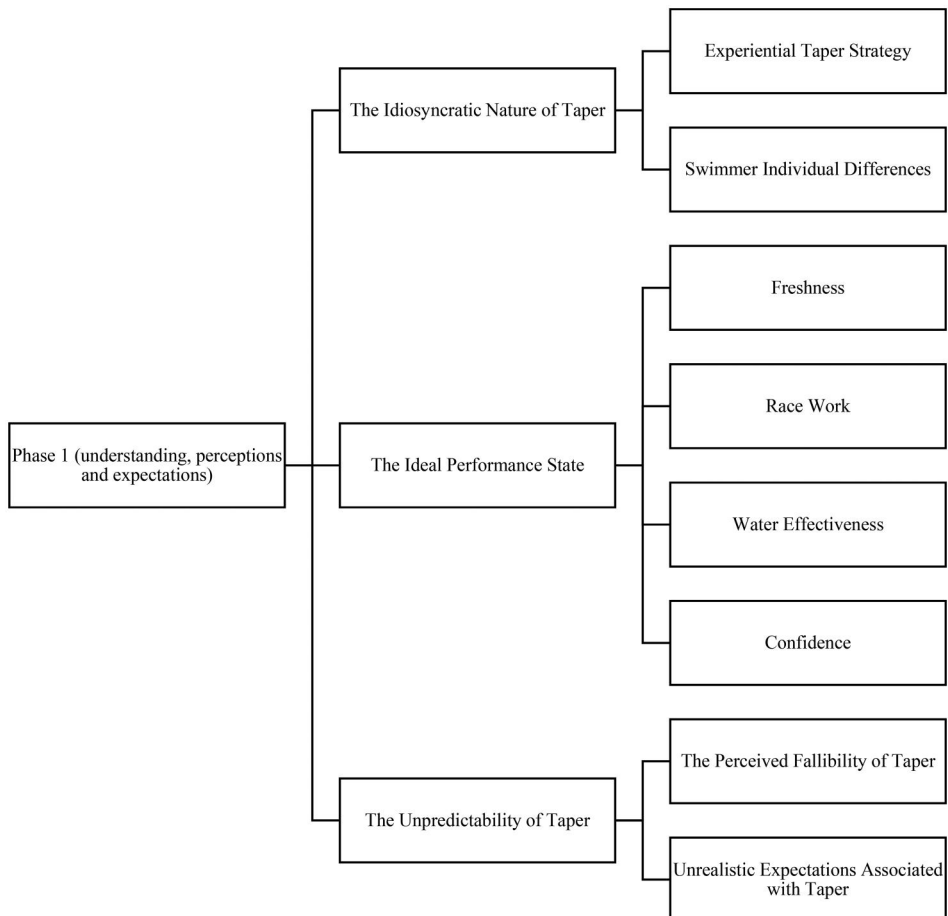 Experiential Taper Strategy
The Idiosyncratic Nature of Taper
Swimmer Individual Differences
Freshness
Race Work
Phase 1 (understanding, perceptions
and expectations)
The Ideal Performance State
Water Effectiveness
Confidence
The Perceived Fallibility of Taper
The Unpredictability of Taper
Unrealistic Expectations Associated
with Taper